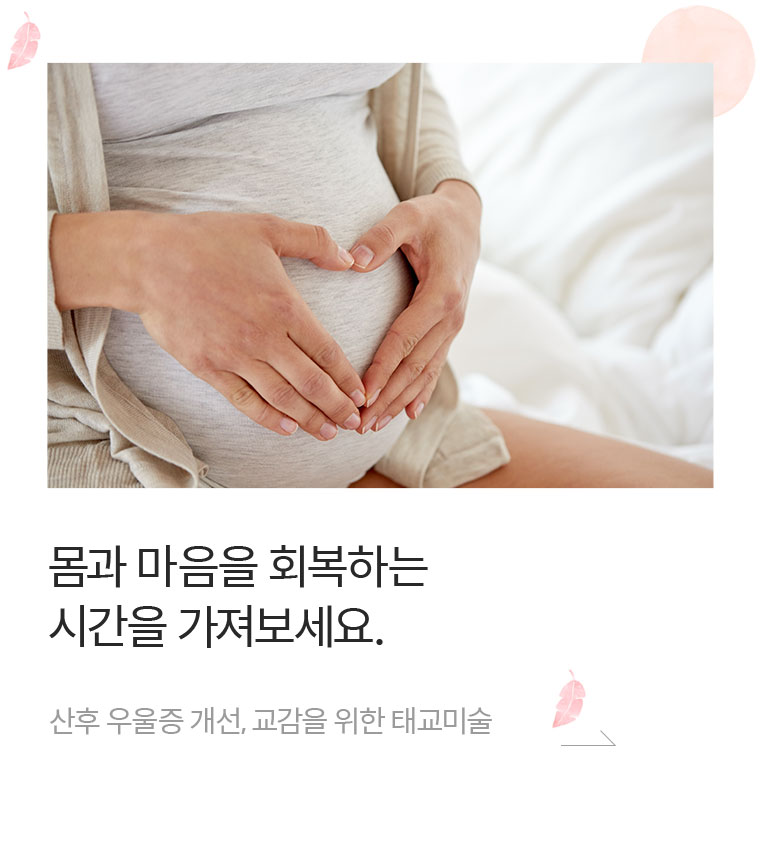 몸과 마음을 회복하는
시간을 가져보세요.
산후 우울증 개선, 교감을 위한 태교미술